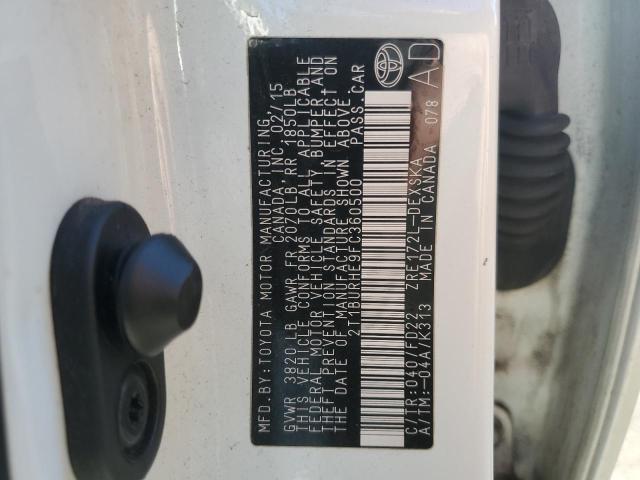 MFD.BY:TOYOTA MOTOR MANUFACTURING
CANADA,INC.02/15
GVWR 3820LB GAWR FR 2070LB RR 1850LB
THIS VEHICLE CONFORMS TO ALL APPLICABLE
FEDERAL MOTOR VEHICLE SAFETY, BUMPER, AND
THEFT PREVENTION STANDARDS IN EFFECT ON
THE DATE OF MANUFACTURE SHOWN ABOVE.
2T1BURHE9FC360500 PASS.CAR
C/TR:040/FD22 ZRE172L-DEXSKA
A/TM:-04A/K313 MADE IN CANADA 078
AD